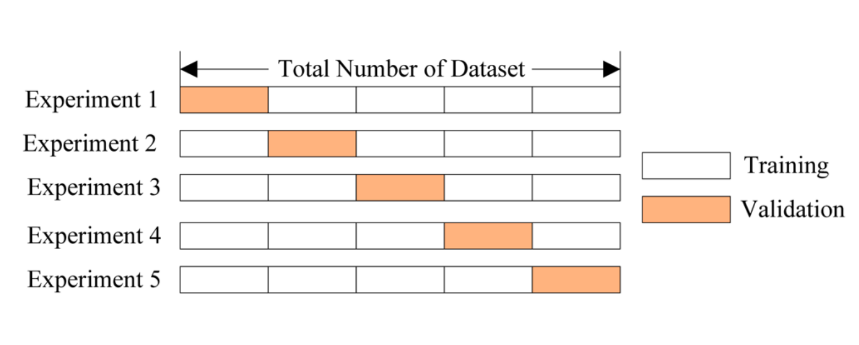 Total Number of Dataset
Experiment 1
Experiment 2
Experiment 3
Experiment 4
Experiment 5
Training
Validation